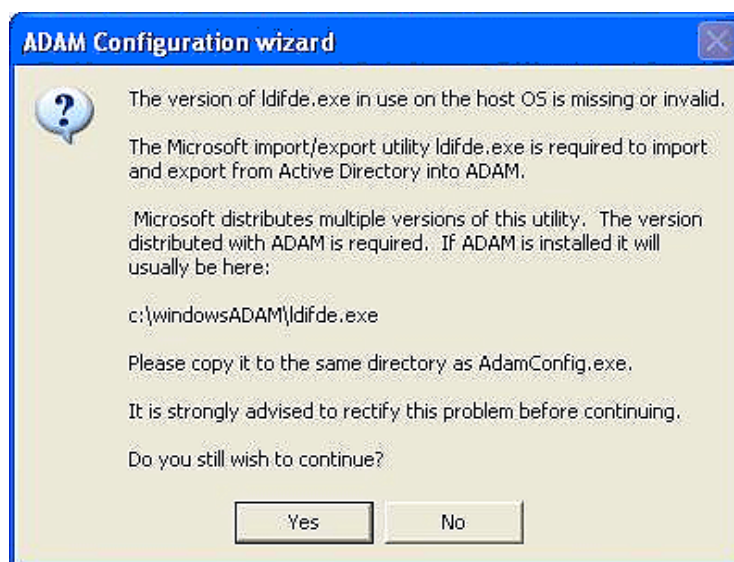 ADAM Configuration wizard
The version of ldifde.exe in use on the host OS is missing or invalid.
The Microsoft import/export utility ldifde.exe is required to import
and export from Active Directory into ADAM.
Microsoft distributes multiple versions of this utility. The version
distributed with ADAM is required. If ADAM is installed it will
usually be here:
c:\windowsADAM\ldifde.exe
Please copy it to the same directory as AdamConfig.exe.
It is strongly advised to rectify this problem before continuing.
Do you still wish to continue?
Yes
No